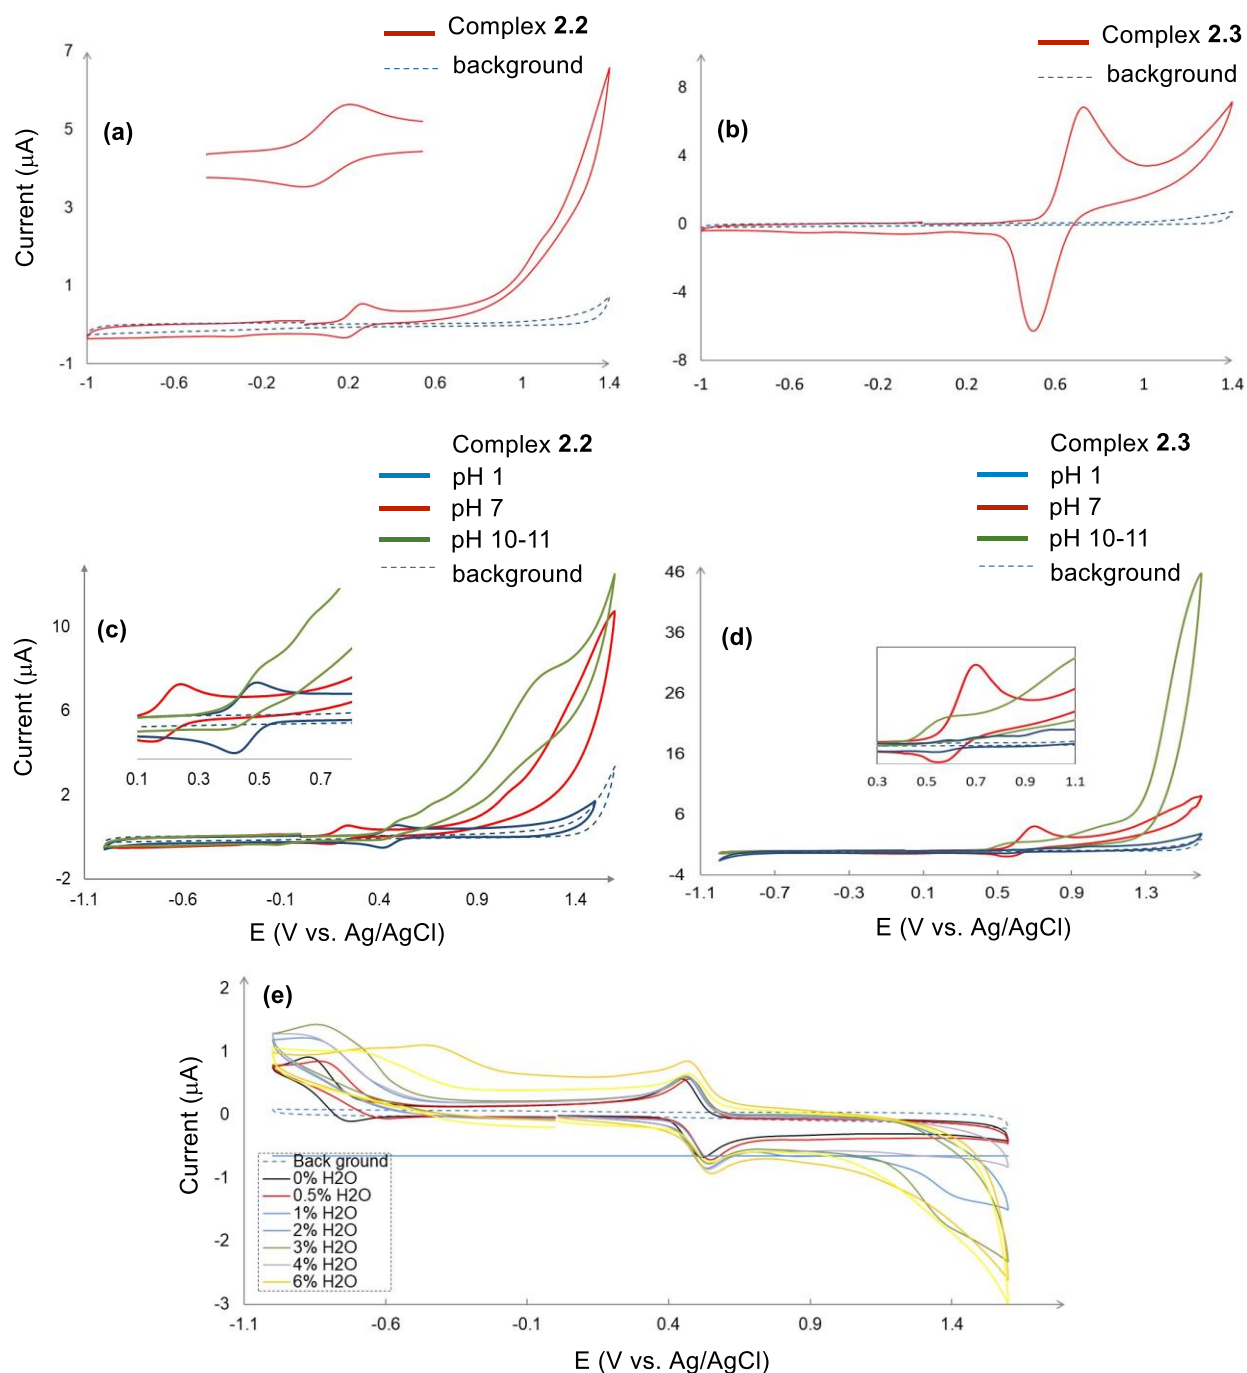 Complex 2.2
background
(a)
Current (μA)
7
5
3
1
-1
-1
-0.6
-0.2
0.2
0.6
1
1.4
Complex 2.3
background
(b)
8
4
0
-4
-8
-1
-0.6
-0.2
0.2
0.6
1
1.4
Complex 2.2
pH 1
pH 7
pH 10-11
background
(c)
Current (μA)
10
6
2
-2
0.1
0.3
0.5
0.7
-1.1
-0.6
-0.1
0.4
0.9
1.4
E (V vs. Ag/AgCl)
Complex 2.3
pH 1
pH 7
pH 10-11
background
(d)
46
36
26
16
6
-4
0.3
0.5
0.7
0.9
1.1
-1.1
-0.7
-0.3
0.1
0.5
0.9
1.3
E (V vs. Ag/AgCl)
(e)
Current (μA)
2
1
0
-1
-2
-3
Back ground
0% H2O
0.5% H2O
1% H2O
2% H2O
3% H2O
4% H2O
6% H2O
-1.1
-0.6
-0.1
0.4
0.9
1.4
E (V vs. Ag/AgCl)